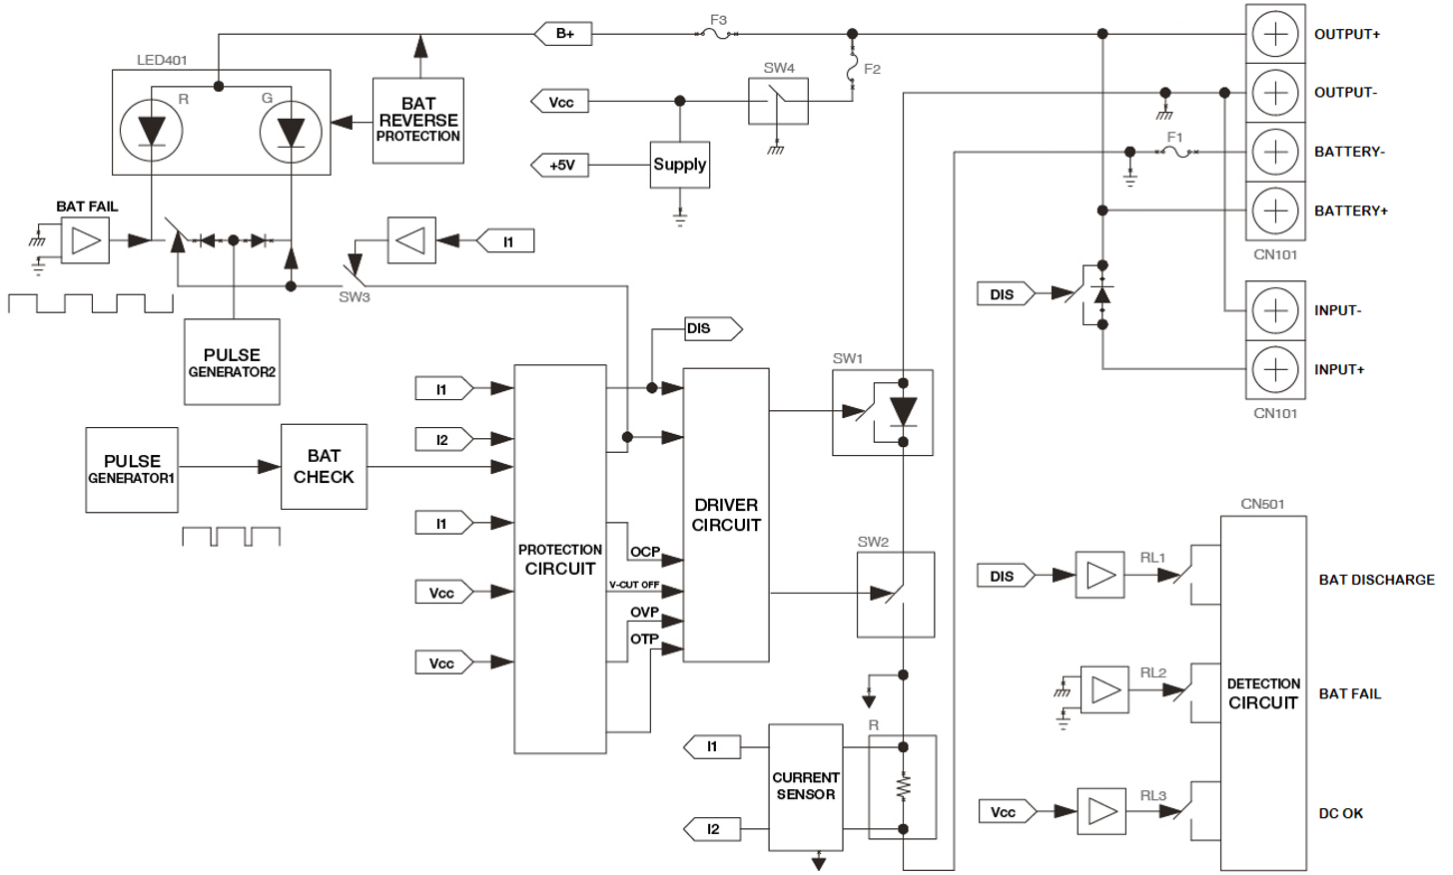 F3
B+
OUTPUT+
LED401
SW4
F2
R
G
BAT
REVERSE
PROTECTION
Vcc
OUTPUT-
F1
BATTERY-
+5V
Supply
BAT FAIL
BATTERY+
I1
CN101
SW3
DIS
INPUT-
PULSE
GENERATOR2
DIS
SW1
INPUT+
I1
CN101
I2
PULSE
GENERATOR1
BAT
CHECK
DRIVER
CIRCUIT
CN501
I1
PROTECTION
CIRCUIT
OCP
SW2
V-CUT OFF
Vcc
OVP
OTP
Vcc
DIS
RL1
BAT DISCHARGE
RL2
DETECTION
CIRCUIT
BAT FAIL
R
I1
CURRENT
SENSOR
I2
Vcc
RL3
DC OK